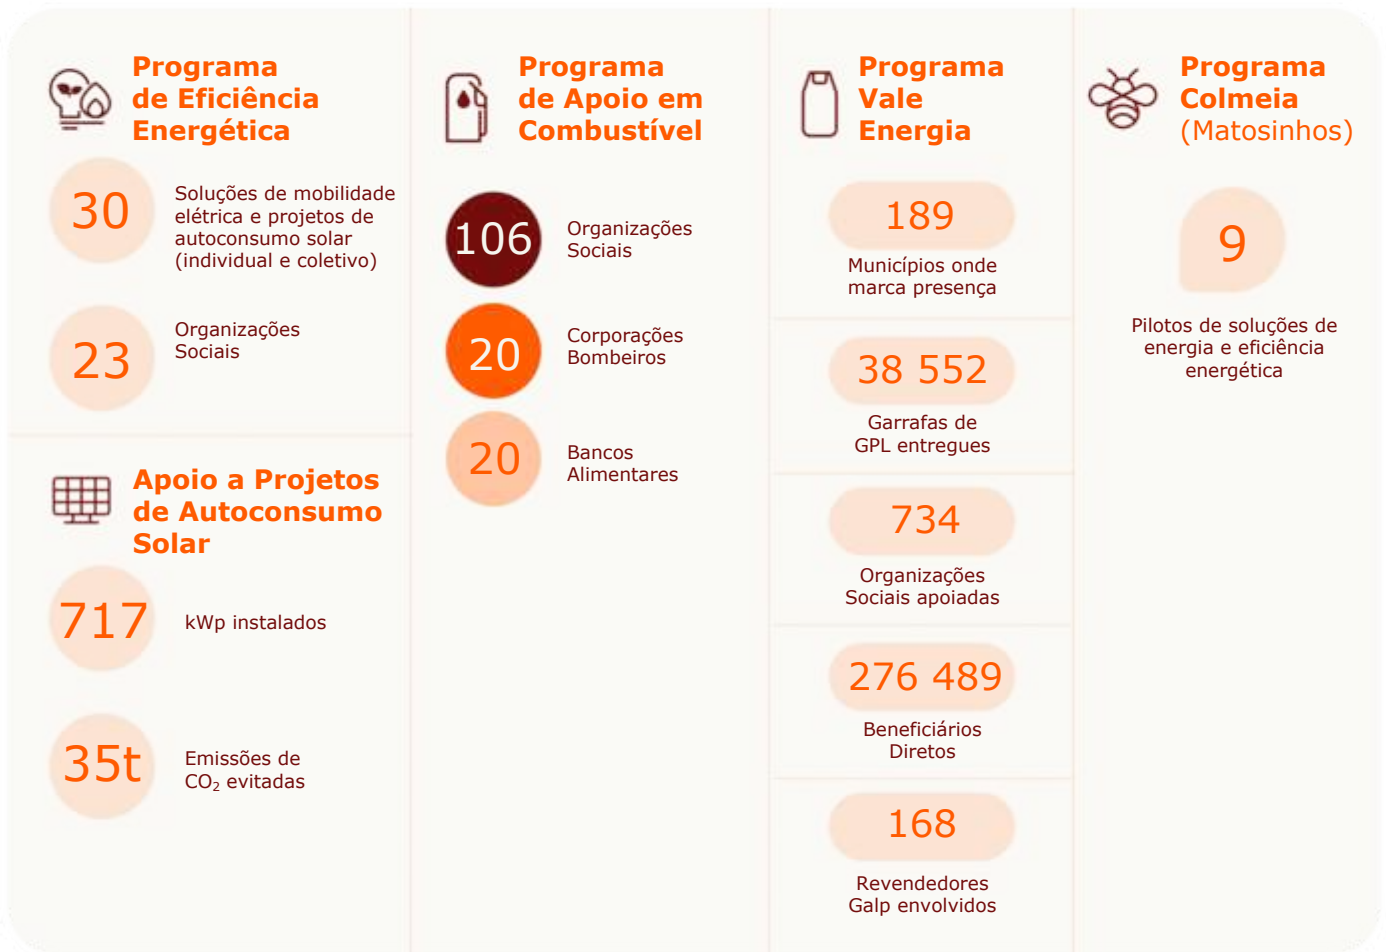 Programa
de Eficiência
Energética
30
Soluções de mobilidade
elétrica e projetos de
autoconsumo solar
(individual e coletivo)
23
Organizações
Sociais
Apoio a Projetos
de Autoconsumo
Solar
717
kWp instalados
35t
Emissões de
CO₂ evitadas
Programa
de Apoio em
Combustível
106
Organizações
Sociais
20
Corporações
Bombeiros
20
Bancos
Alimentares
Programa
Vale
Energia
189
Municípios onde
marca presença
38 552
Garrafas de
GPL entregues
734
Organizações
Sociais apoiadas
276 489
Beneficiários
Diretos
168
Revendedores
Galp envolvidos
Programa
Colmeia
(Matosinhos)
9
Pilotos de soluções de
energia e eficiência
energética